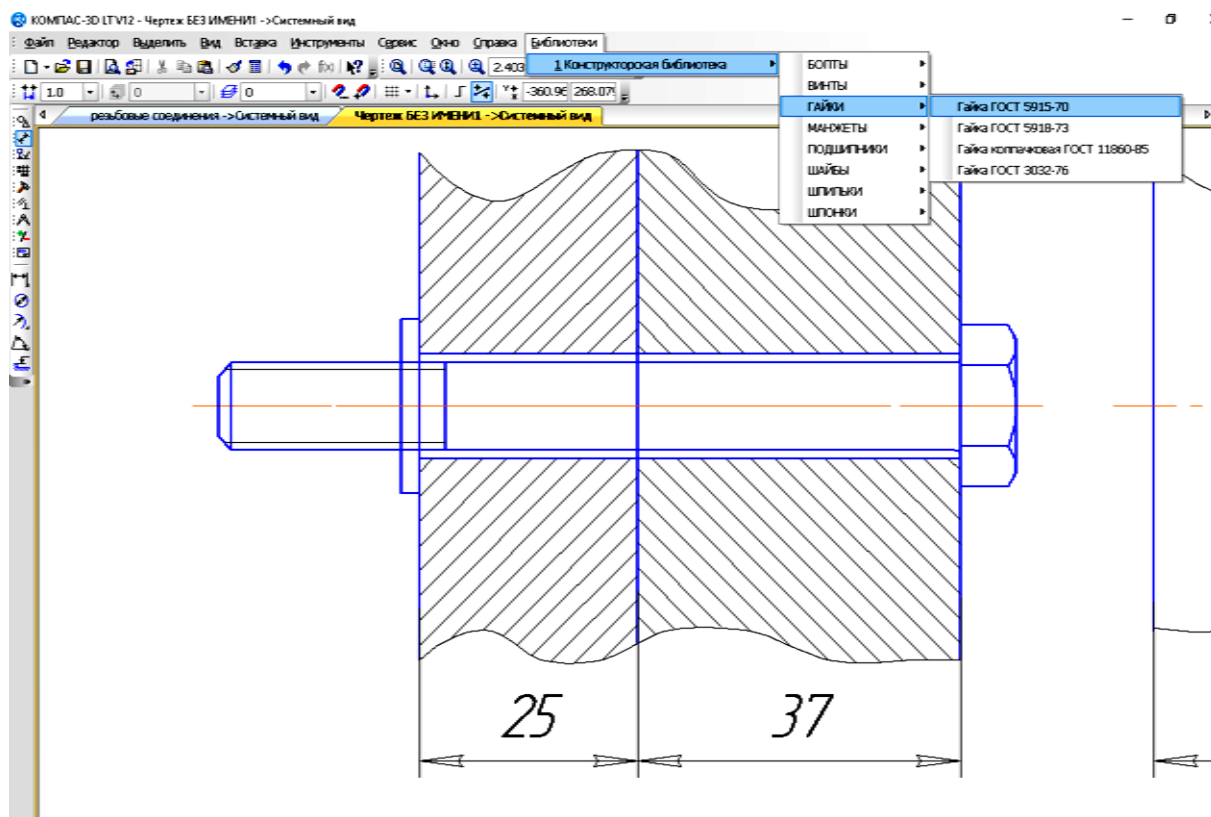 КОМПАС-3D LT V12 - Чертеж БЕЗ ИМЕНИ1 ->Системный вид
Файл Редактор Выделить Вид Вставка Инструменты Сервис Окно Справка Библиотеки
2.403
1 Конструкторская библиотека
1.0 0 0 -360.96 268.079
резьбовые соединения ->Системный вид Чертеж БЕЗ ИМЕНИ1 ->Системный вид
БОЛТЫ
ВИНТЫ
ГАЙКИ
МАНЖЕТЫ
ПОДШИПНИКИ
ШАЙБЫ
ШПИЛЬКИ
ШПОНКИ
Гайка ГОСТ 5915-70
Гайка ГОСТ 5918-73
Гайка колпачковая ГОСТ 11860-85
Гайка ГОСТ 3032-76
25 37